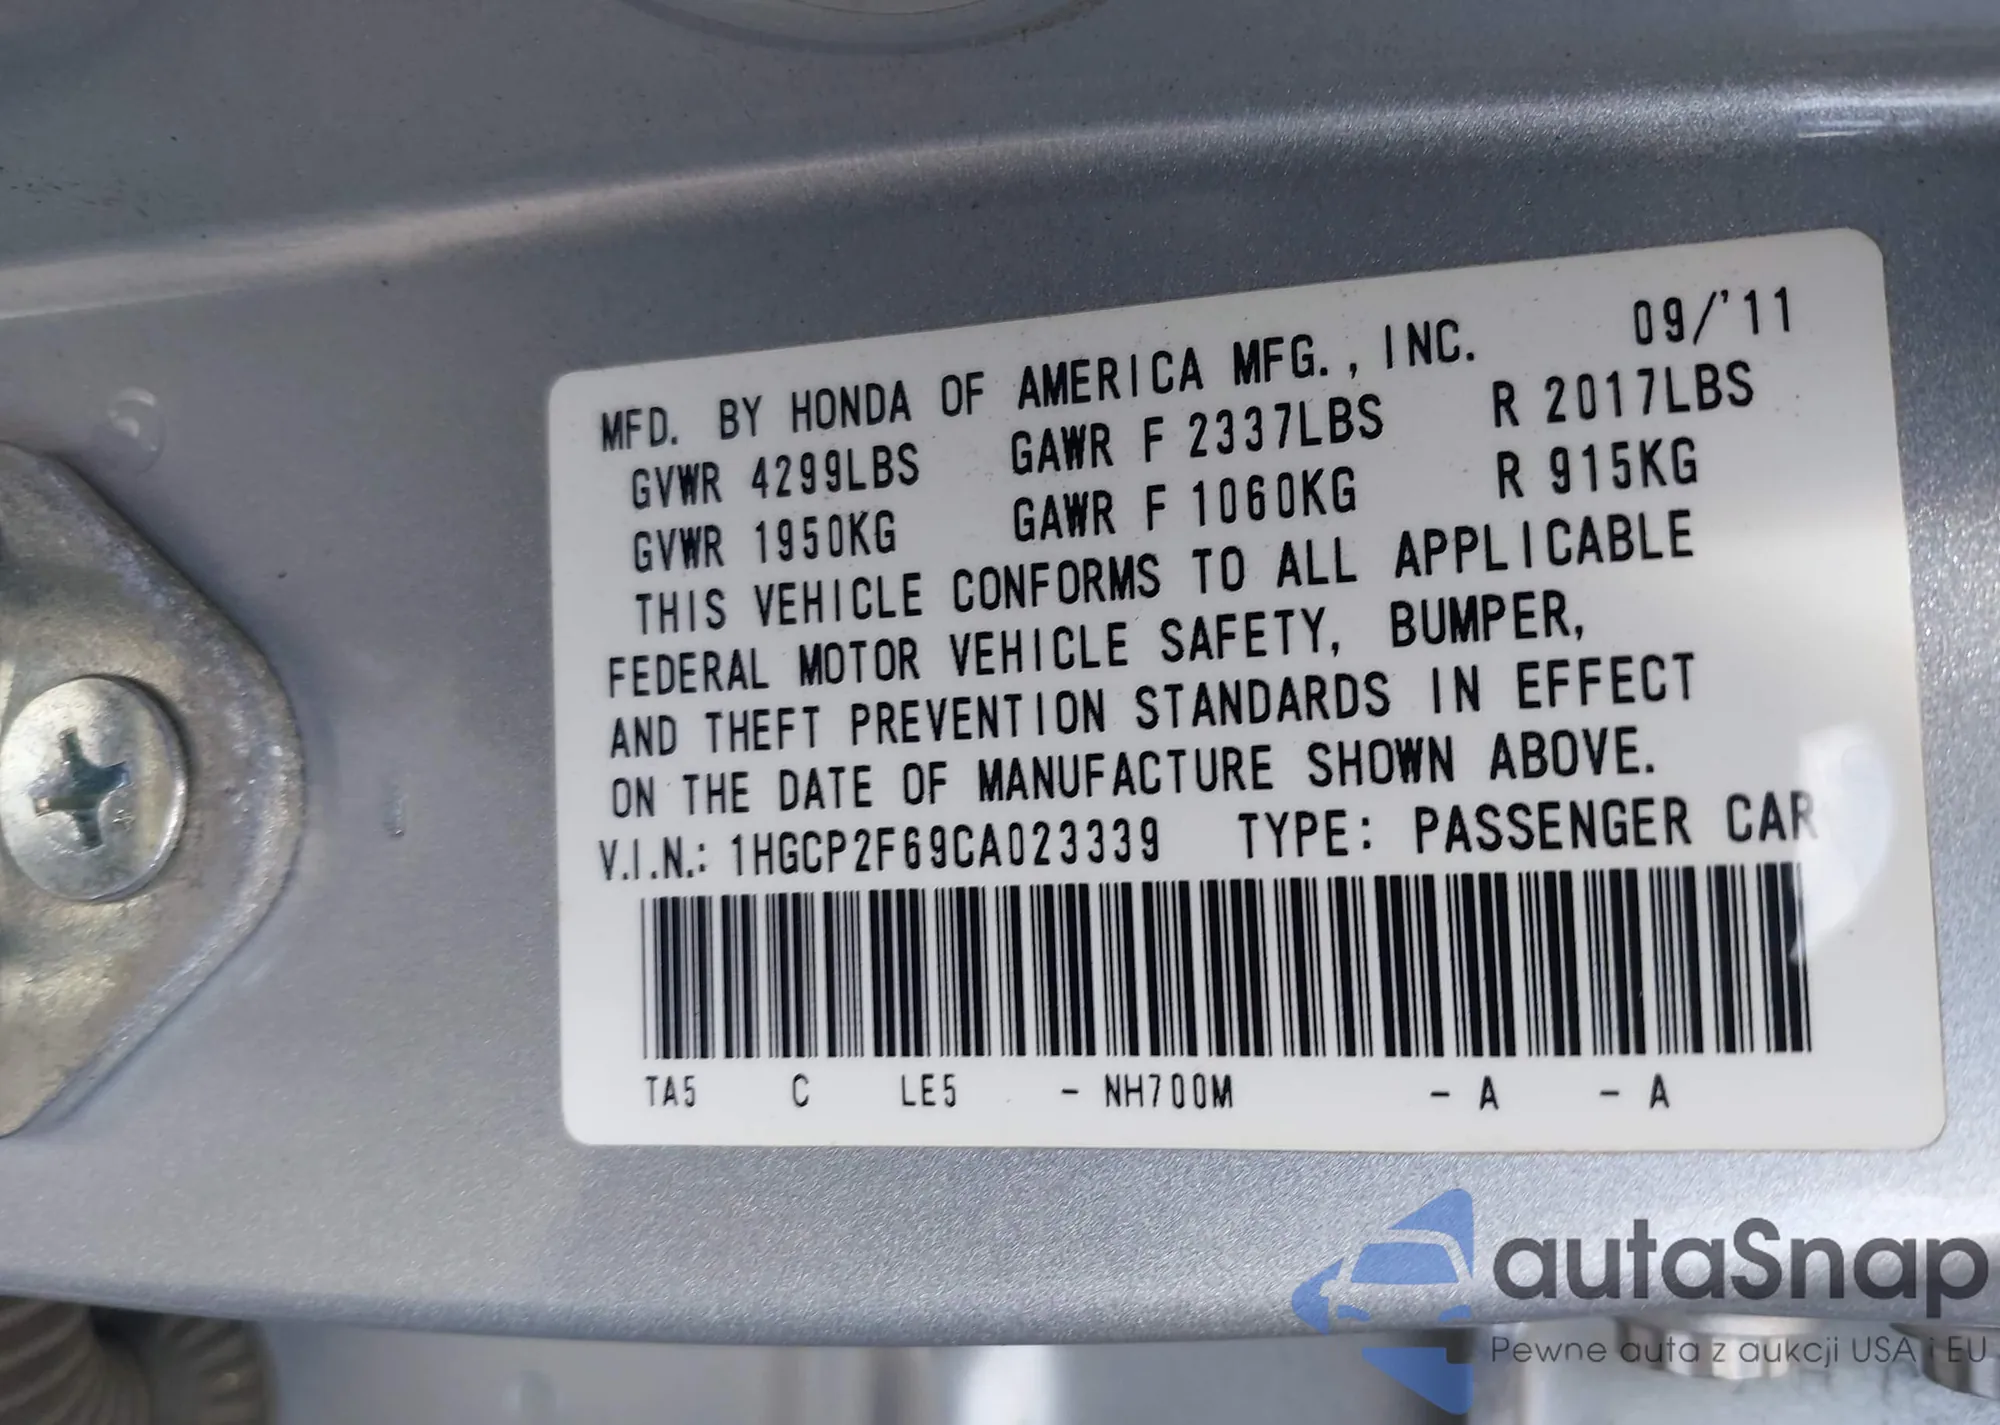 MFD. BY HONDA OF AMERICA MFG., INC. 09/'11
GVWR 4299LBS GAWR F 2337LBS R 2017LBS
GVWR 1950KG GAWR F 1060KG R 915KG
THIS VEHICLE CONFORMS TO ALL APPLICABLE
FEDERAL MOTOR VEHICLE SAFETY, BUMPER,
AND THEFT PREVENTION STANDARDS IN EFFECT
ON THE DATE OF MANUFACTURE SHOWN ABOVE.
V.I.N.: 1HGCP2F69CA023339 TYPE: PASSENGER CAR
TA5 C LE5 - NH700M - A - A
autaSnap
Pewne auta z aukcji USA i EU